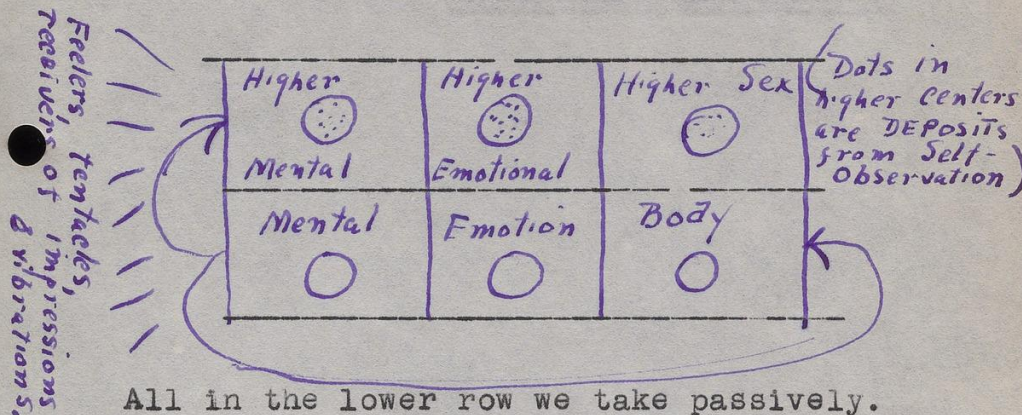 Feelers, tentacles,
receivers of impressions
& vibrations.
Higher
Mental
Higher
Emotional
Higher Sex
Mental
Emotion
Body
(Dots in
higher centers
are DEPOSITS
from Self-
Observation)
All in the lower row we take passively.